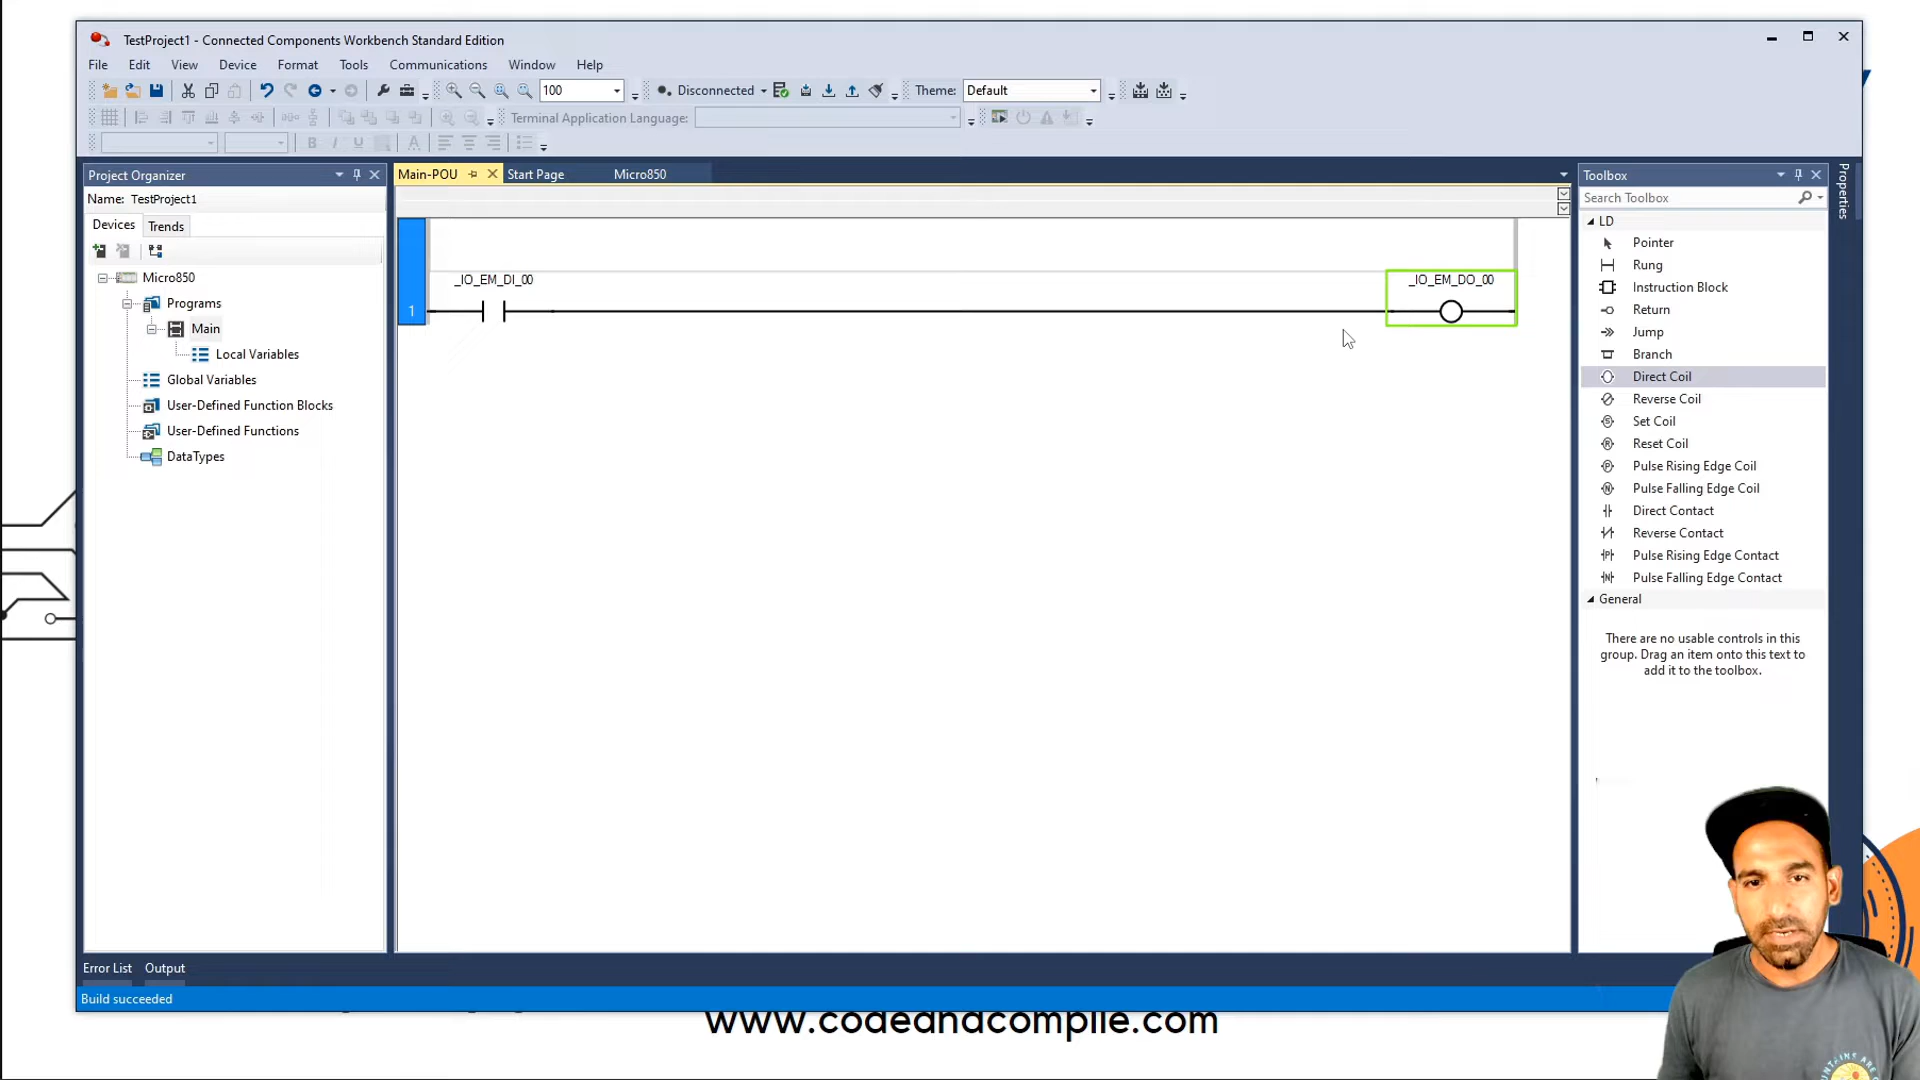 TestProject1 - Connected Components Workbench Standard Edition
File Edit View Device Format Tools Communications Window Help
100 Disconnected Theme: Default
Terminal Application Language:
B I U A
Project Organizer
Name: TestProject1
Devices Trends
Micro850
Programs
Main
Local Variables
Global Variables
User-Defined Function Blocks
User-Defined Functions
DataTypes
Main-POU Start Page Micro850
_IO_EM_DI_00
_IO_EM_DO_00
1
Toolbox
Search Toolbox
LD
Pointer
Rung
Instruction Block
Return
Jump
Branch
Direct Coil
Reverse Coil
Set Coil
Reset Coil
Pulse Rising Edge Coil
Pulse Falling Edge Coil
Direct Contact
Reverse Contact
Pulse Rising Edge Contact
Pulse Falling Edge Contact
General
There are no usable controls in this
group. Drag an item onto this text to
add it to the toolbox.
Properties
Error List Output
Build succeeded
www.codeandcompile.com